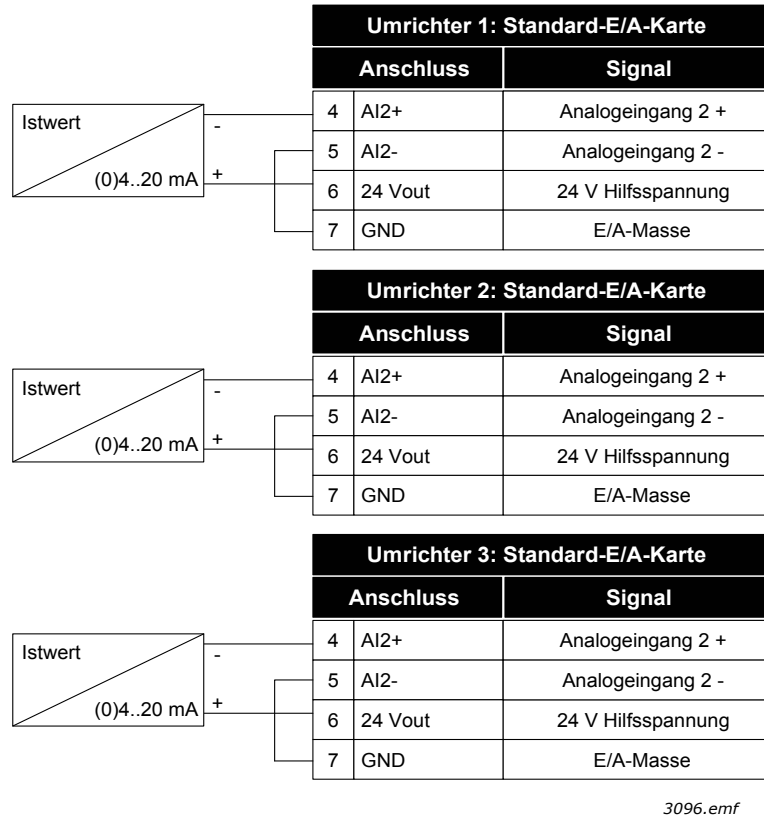 Umrichter 1: Standard-E/A-Karte
Anschluss Signal
Istwert - 4 AI2+ Analogeingang 2 +
5 AI2- Analogeingang 2 -
(0)4..20 mA + 6 24 Vout 24 V Hilfsspannung
7 GND E/A-Masse
Umrichter 2: Standard-E/A-Karte
Anschluss Signal
Istwert - 4 AI2+ Analogeingang 2 +
5 AI2- Analogeingang 2 -
(0)4..20 mA + 6 24 Vout 24 V Hilfsspannung
7 GND E/A-Masse
Umrichter 3: Standard-E/A-Karte
Anschluss Signal
Istwert - 4 AI2+ Analogeingang 2 +
5 AI2- Analogeingang 2 -
(0)4..20 mA + 6 24 Vout 24 V Hilfsspannung
7 GND E/A-Masse
3096.emf